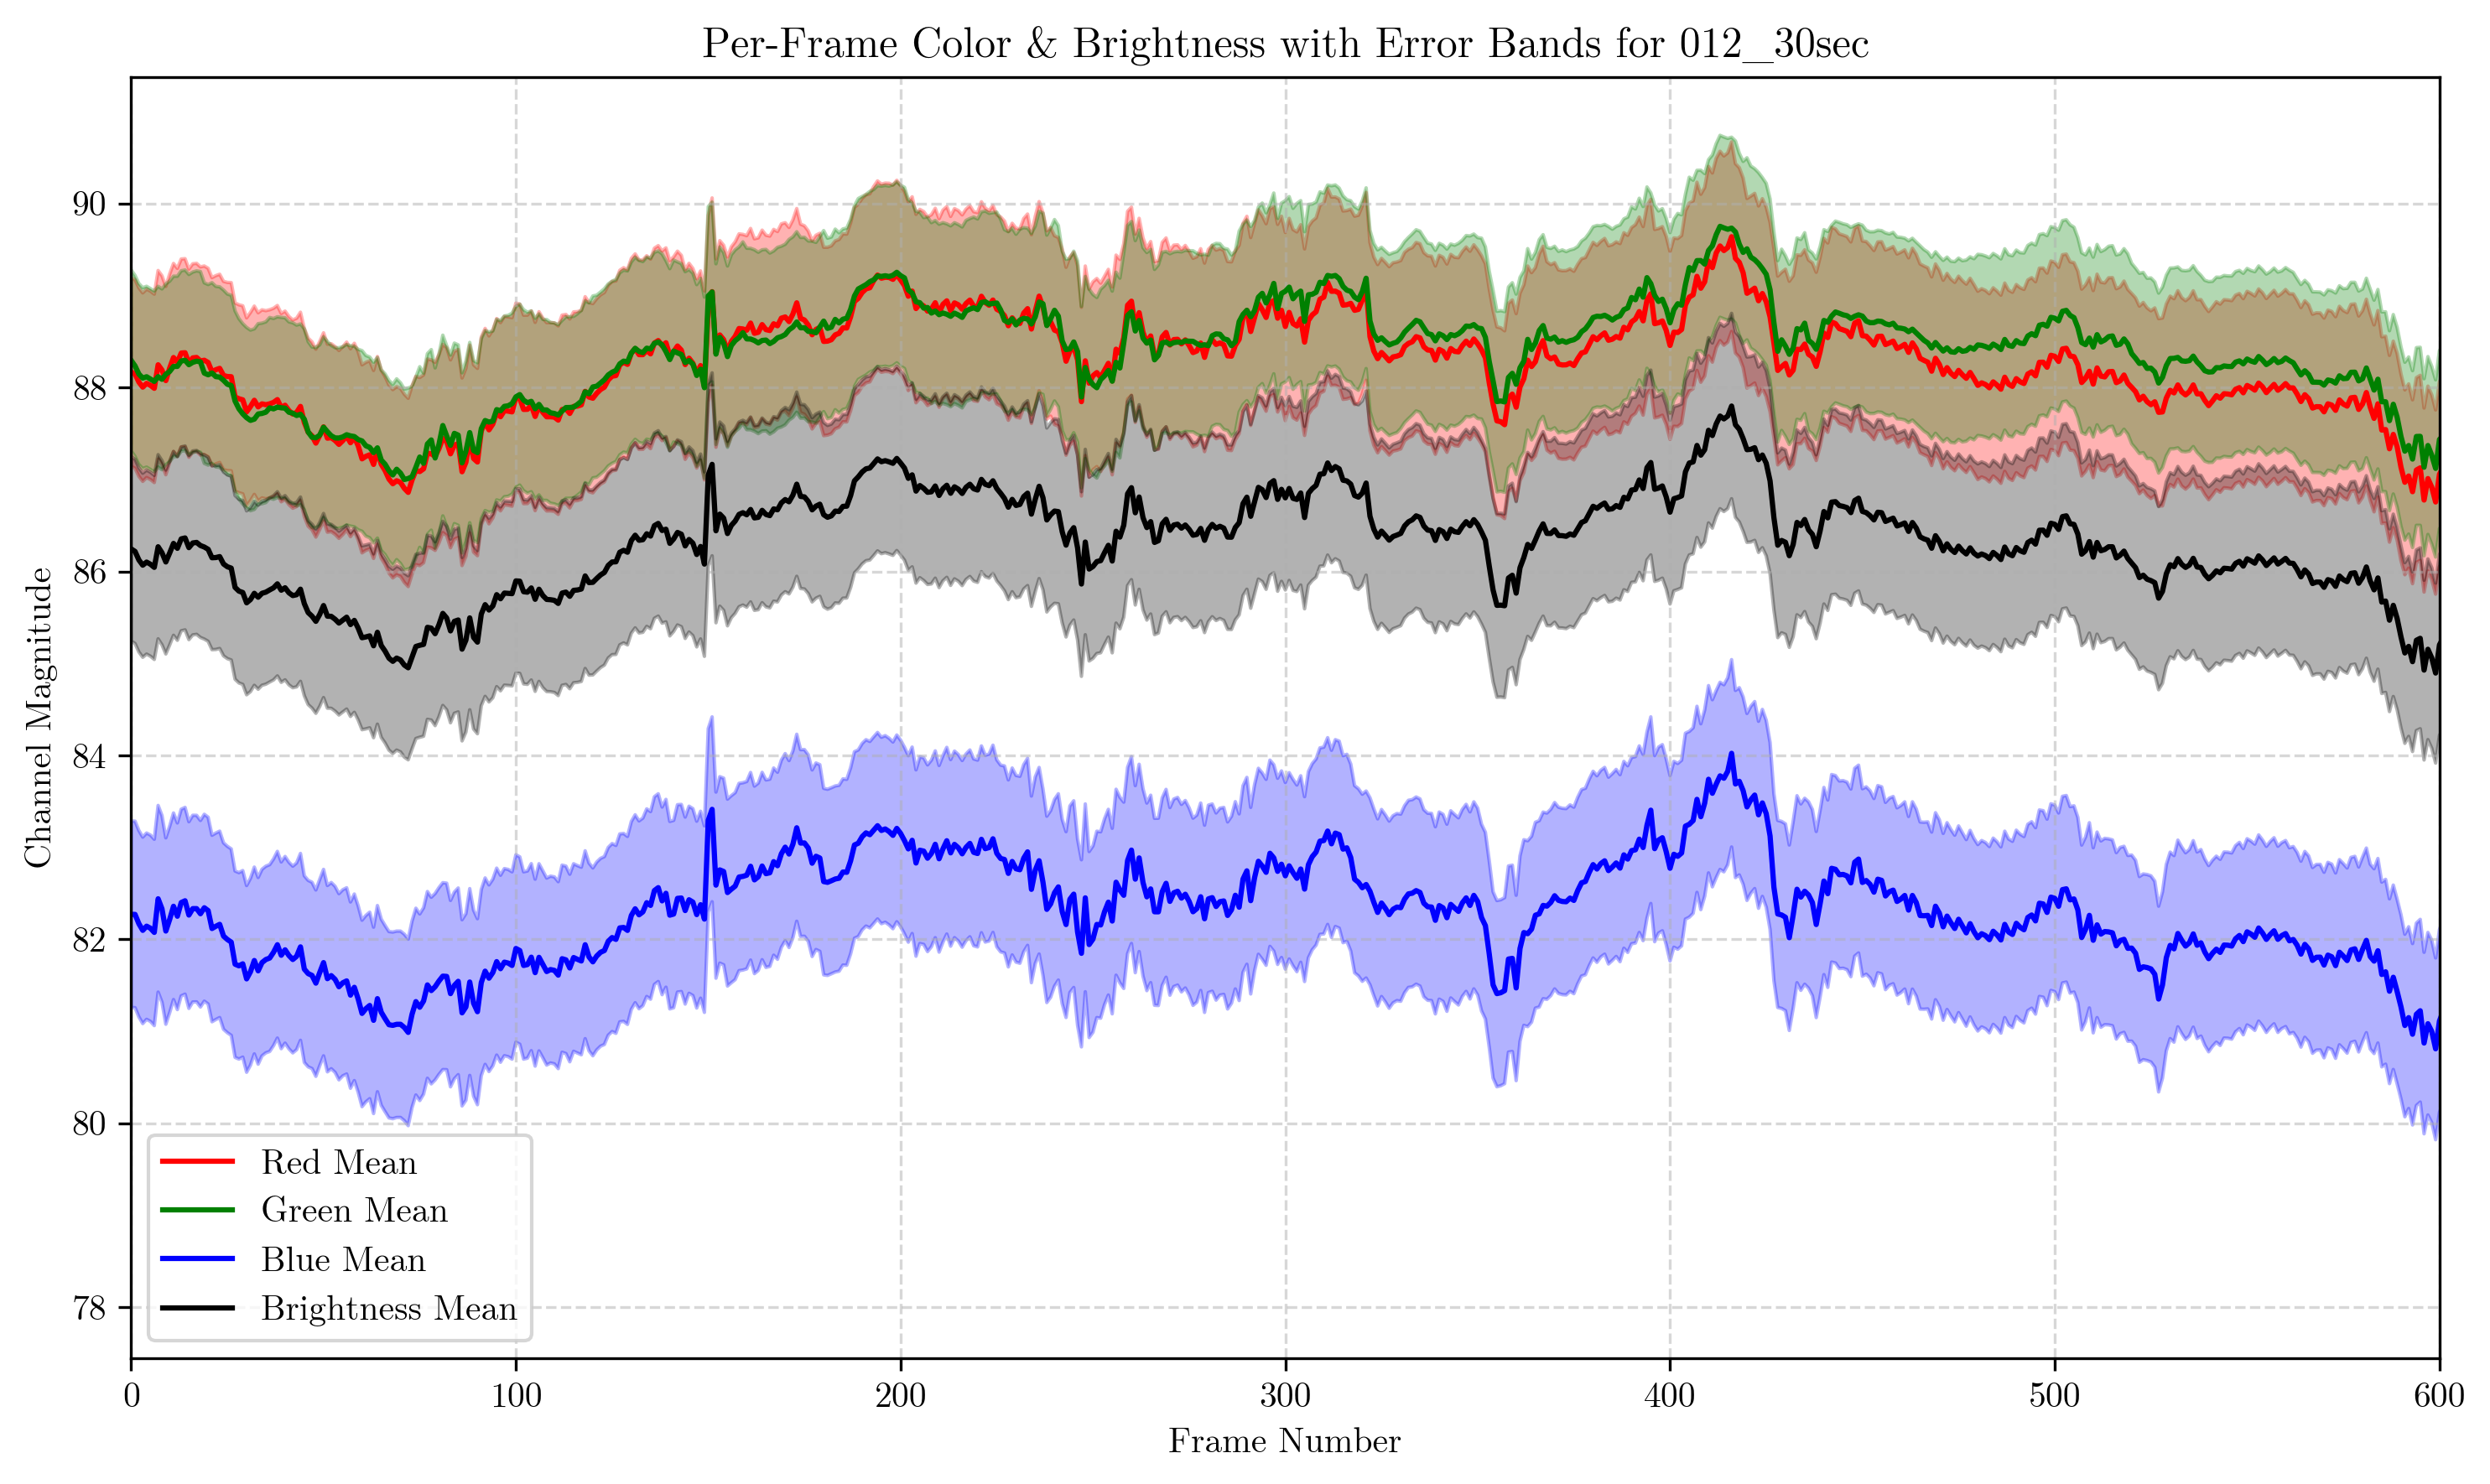 Per-Frame Color & Brightness with Error Bands for 012_30sec
Channel Magnitude
90
88
86
84
82
80
78
Red Mean
Green Mean
Blue Mean
Brightness Mean
0 100 200 300 400 500 600
Frame Number